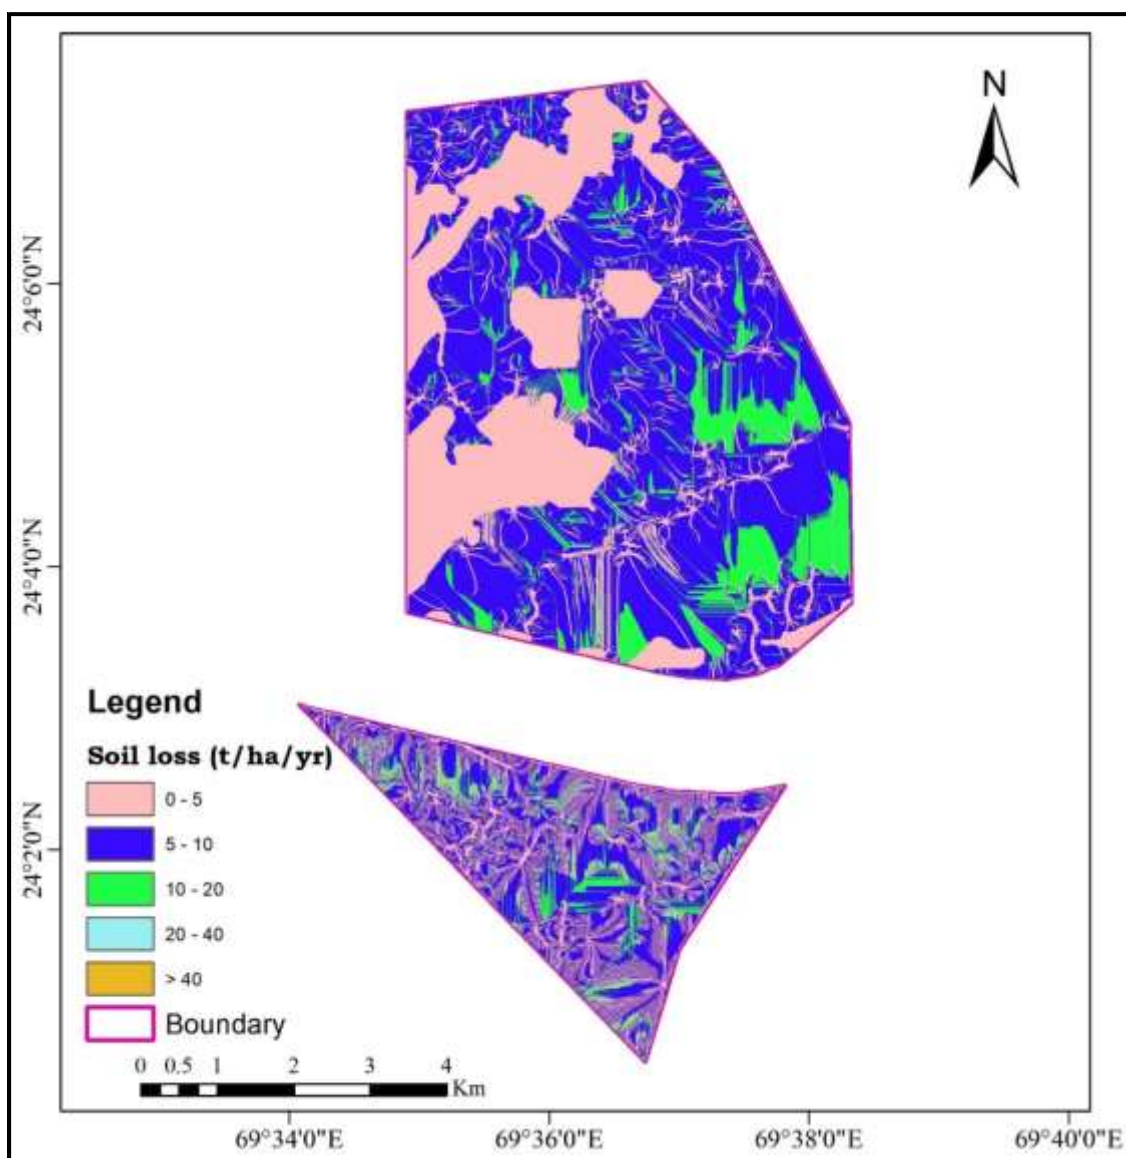 N
24°6'0"N
24°4'0"N
24°2'0"N
Legend
Soil loss (t/ha/yr)
0 - 5
5 - 10
10 - 20
20 - 40
> 40
Boundary
0 0.5 1 2 3 4
Km
69°34'0"E 69°36'0"E 69°38'0"E 69°40'0"E